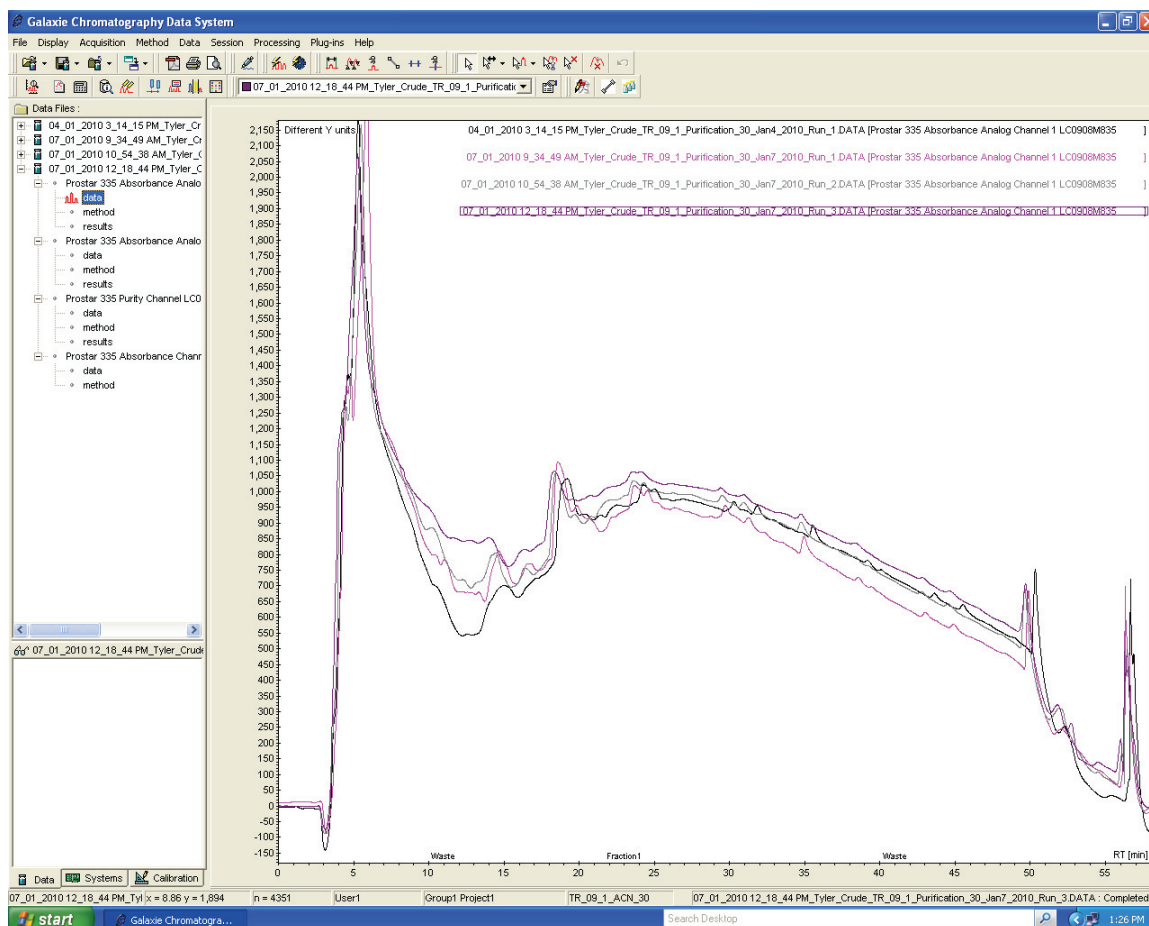 Galaxie Chromatography Data System
File Display Acquisition Method Data Session Processing Plug-ins Help
07_01_2010 12_18_44 PM_Tyler_Crude_TR_09_1_Purificatic
Data Files :
04_01_2010 3_14_15 PM_Tyler_Cr
07_01_2010 9_34_49 AM_Tyler_Cr
07_01_2010 10_54_38 AM_Tyler_C
07_01_2010 12_18_44 PM_Tyler_C
Prostar 335 Absorbance Analo
data
method
results
Prostar 335 Absorbance Analo
data
method
results
Prostar 335 Purity Channel LC0
data
method
results
Prostar 335 Absorbance Chanr
data
method
07_01_2010 12_18_44 PM_Tyler_Crude
Data Systems Calibration
Different Y units
04_01_2010 3_14_15 PM_Tyler_Crude_TR_09_1_Purification_30_Jan4_2010_Run_1.DATA [Prostar 335 Absorbance Analog Channel 1 LC0908M835 ]
07_01_2010 9_34_49 AM_Tyler_Crude_TR_09_1_Purification_30_Jan7_2010_Run_1.DATA [Prostar 335 Absorbance Analog Channel 1 LC0908M835 ]
07_01_2010 10_54_38 AM_Tyler_Crude_TR_09_1_Purification_30_Jan7_2010_Run_2.DATA [Prostar 335 Absorbance Analog Channel 1 LC0908M835 ]
07_01_2010 12_18_44 PM_Tyler_Crude_TR_09_1_Purification_30_Jan7_2010_Run_3.DATA [Prostar 335 Absorbance Analog Channel 1 LC0908M835 ]
2,150
2,100
2,050
2,000
1,950
1,900
1,850
1,800
1,750
1,700
1,650
1,600
1,550
1,500
1,450
1,400
1,350
1,300
1,250
1,200
1,150
1,100
1,050
1,000
950
900
850
800
750
700
650
600
550
500
450
400
350
300
250
200
150
100
50
0
-50
-100
-150
Waste Fraction1 Waste RT [min]
0 5 10 15 20 25 30 35 40 45 50 55
07_01_2010 12_18_44 PM_Tyl x = 8.86 y = 1,894 n = 4351 User1 Group1 Project1 TR_09_1_ACN_30 07_01_2010 12_18_44 PM_Tyler_Crude_TR_09_1_Purification_30_Jan7_2010_Run_3.DATA : Completed
start Galaxie Chromatogra... Search Desktop 1:26 PM